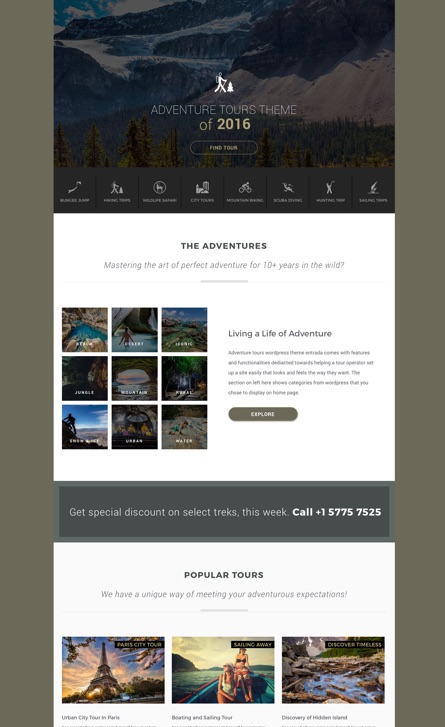 ADVENTURE TOURS THEME
of 2016
FIND TOUR
BUNGEE JUMP HIKING TRIPS WILDLIFE SAFARI CITY TOURS MOUNTAIN BIKING SCUBA DIVING HUNTING TRIP SAILING TRIPS
THE ADVENTURES
Mastering the art of perfect adventure for 10+ years in the wild?
BEACH DESERT ICONIC
JUNGLE MOUNTAIN RURAL
SNOW & ICE URBAN WATER
Living a Life of Adventure
Adventure tours wordpress theme entrada comes with features
and functionalities dediacted towards helping a tour operator set
up a site easily that looks and feels the way they want. The
section on left here shows categories from wordpress that you
chose to display on home page.
EXPLORE
Get special discount on select treks, this week. Call +1 5775 7525
POPULAR TOURS
We have a unique way of meeting your adventurous expectations!
PARIS CITY TOUR SAILING AWAY DISCOVER TIMELESS
Urban City Tour In Paris Boating and Sailing Tour Discovery of Hidden Island